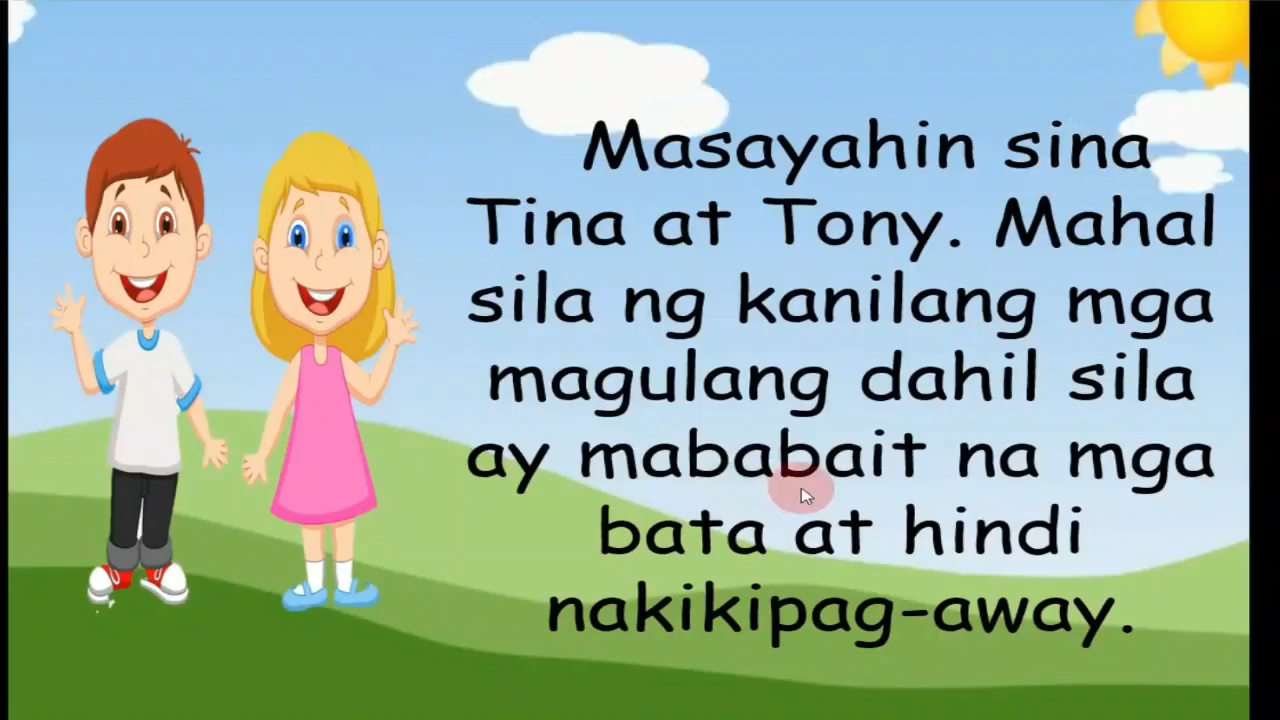 Masayahin sina
Tina at Tony. Mahal
sila ng kanilang mga
magulang dahil sila
ay mababait na mga
bata at hindi
nakikipag-away.